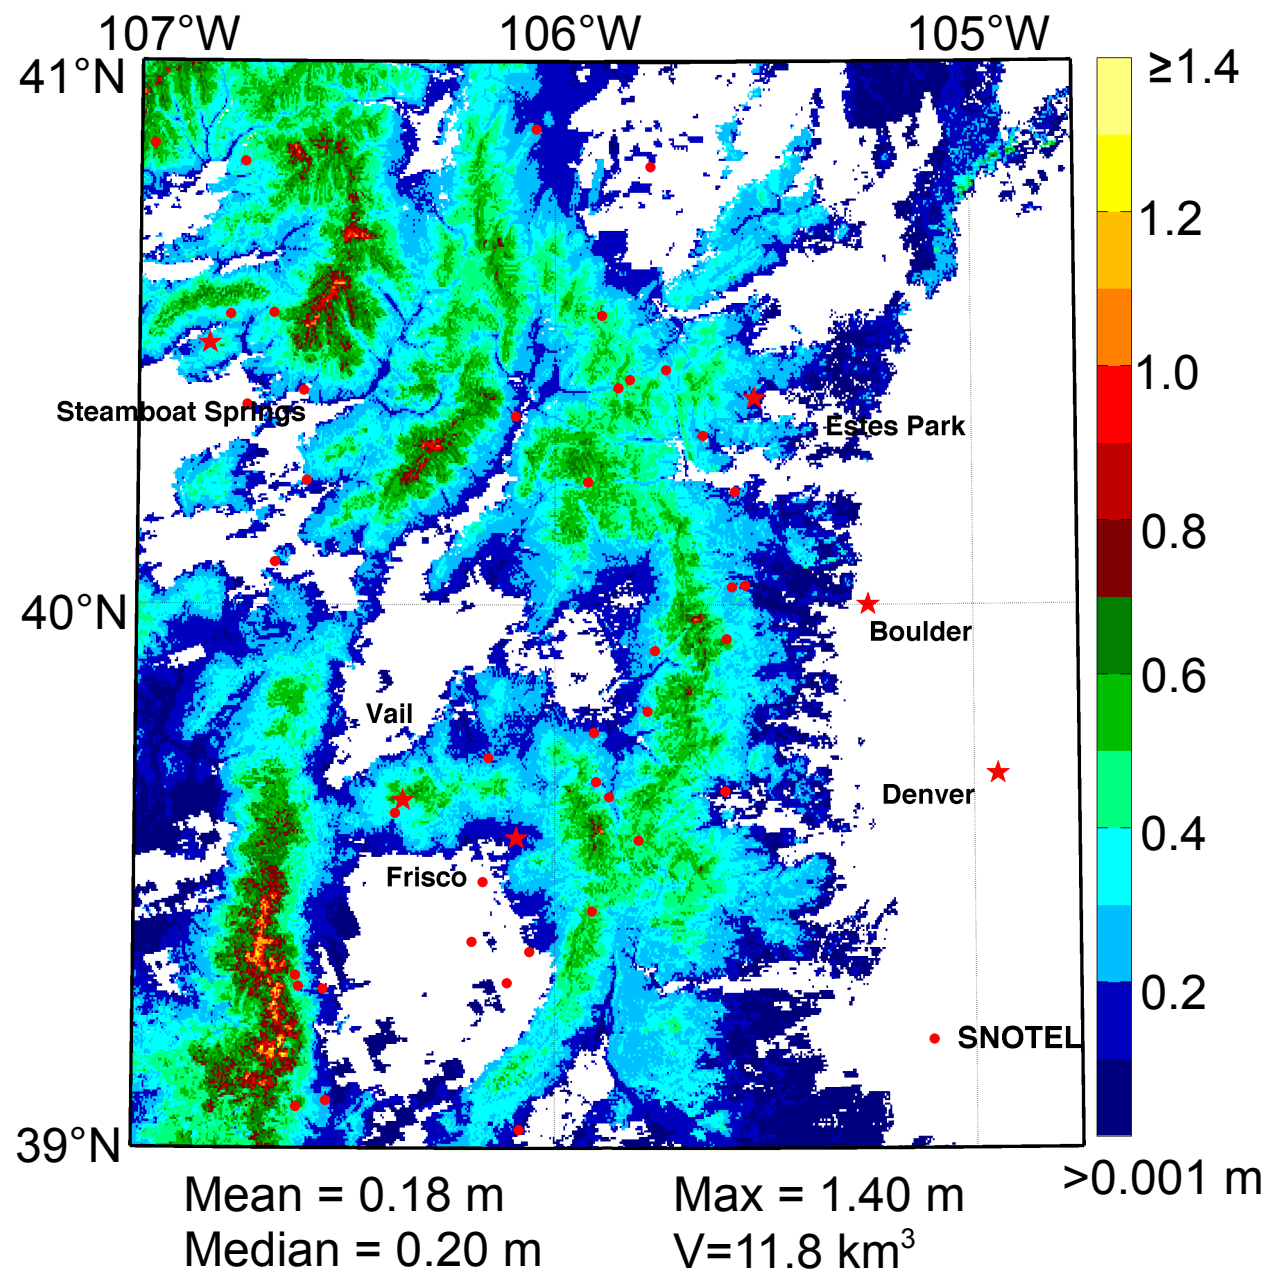 107°W 106°W 105°W
41°N
≥1.4
1.2
1.0
Steamboat Springs
Estes Park
0.8
40°N
Boulder
0.6
Vail
Denver
0.4
Frisco
0.2
SNOTEL
39°N
>0.001 m
Mean = 0.18 m
Max = 1.40 m
Median = 0.20 m
V=11.8 km³